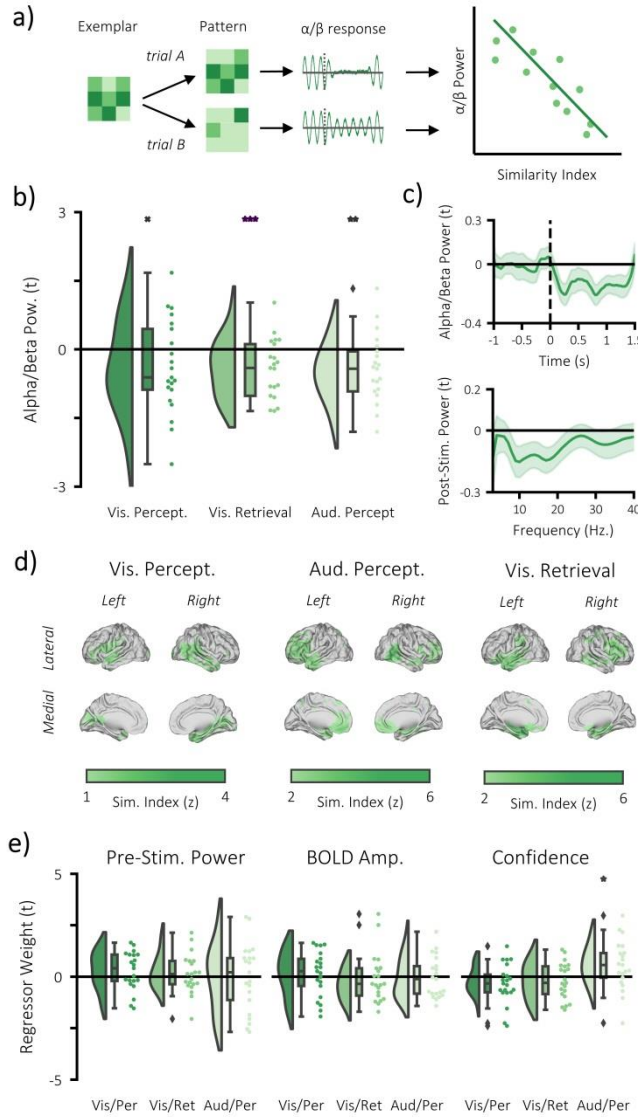 a)
Exemplar
Pattern
α/β response
trial A
trial B
α/β Power
Similarity Index
b)
3
0
-3
Alpha/Beta Pow. (t)
*
***
**
Vis. Percept.
Vis. Retrieval
Aud. Percept
c)
Alpha/Beta Power (t)
0.3
0
-0.4
-1
-1
0
0.5
1
1.5
Time (s)
Post-Stim. Power (t)
0.2
0
-0.3
10
20
30
40
Frequency (Hz.)
d)
Vis. Percept.
Aud. Percept.
Vis. Retrieval
Left
Right
Left
Right
Left
Right
Lateral
Medial
1
4
Sim. Index (z)
2
6
Sim. Index (z)
2
6
Sim. Index (z)
e)
Pre-Stim. Power
BOLD Amp.
Confidence
5
0
-5
Regressor Weight (t)
*
Vis/Per
Vis/Ret
Aud/Per
Vis/Per
Vis/Ret
Aud/Per
Vis/Per
Vis/Ret
Aud/Per